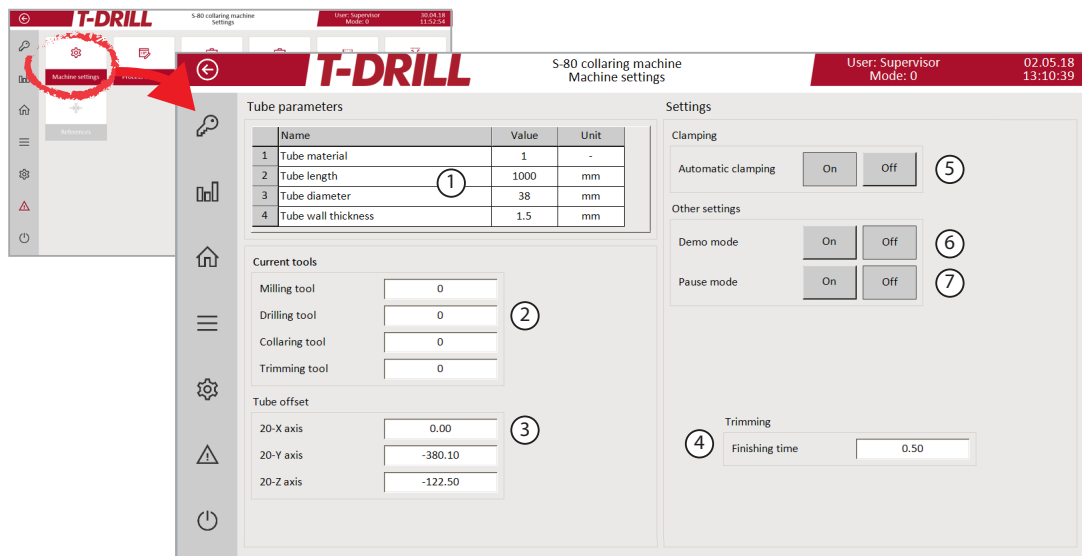 T-DRILL
S-80 collaring machine
Settings
User: Supervisor
Mode: 0
30.04.18
11:52:54
Machine settings
References
T-DRILL
S-80 collaring machine
Machine settings
User: Supervisor
Mode: 0
02.05.18
13:10:39
Tube parameters
Name Value Unit
1 Tube material 1 -
2 Tube length 1000 mm
3 Tube diameter 38 mm
4 Tube wall thickness 1.5 mm
1
Current tools
Milling tool 0
Drilling tool 0
Collaring tool 0
Trimming tool 0
2
Tube offset
20-X axis 0.00
20-Y axis -380.10
20-Z axis -122.50
3
Settings
Clamping
Automatic clamping On Off 5
Other settings
Demo mode On Off 6
Pause mode On Off 7
Trimming
4 Finishing time 0.50